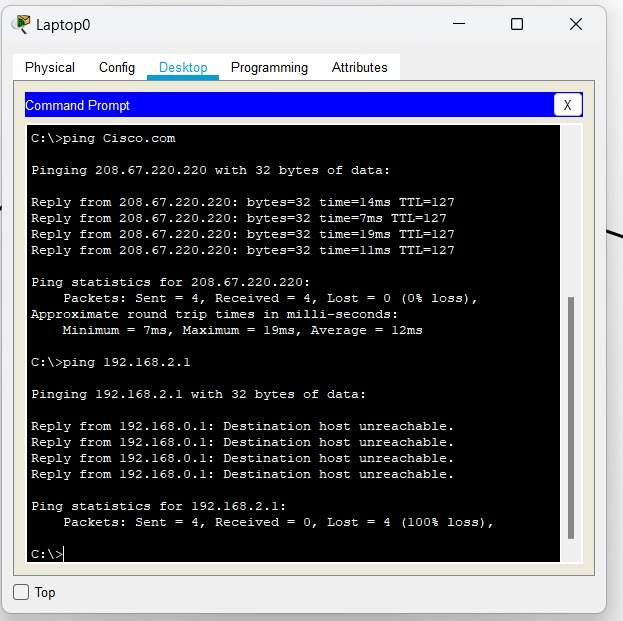 Laptop0
Physical Config Desktop Programming Attributes
Command Prompt X
C:\>ping Cisco.com
Pinging 208.67.220.220 with 32 bytes of data:
Reply from 208.67.220.220: bytes=32 time=14ms TTL=127
Reply from 208.67.220.220: bytes=32 time=7ms TTL=127
Reply from 208.67.220.220: bytes=32 time=19ms TTL=127
Reply from 208.67.220.220: bytes=32 time=11ms TTL=127
Ping statistics for 208.67.220.220:
    Packets: Sent = 4, Received = 4, Lost = 0 (0% loss),
Approximate round trip times in milli-seconds:
    Minimum = 7ms, Maximum = 19ms, Average = 12ms
C:\>ping 192.168.2.1
Pinging 192.168.2.1 with 32 bytes of data:
Reply from 192.168.0.1: Destination host unreachable.
Reply from 192.168.0.1: Destination host unreachable.
Reply from 192.168.0.1: Destination host unreachable.
Reply from 192.168.0.1: Destination host unreachable.
Ping statistics for 192.168.2.1:
    Packets: Sent = 4, Received = 0, Lost = 4 (100% loss),
C:\>
Top